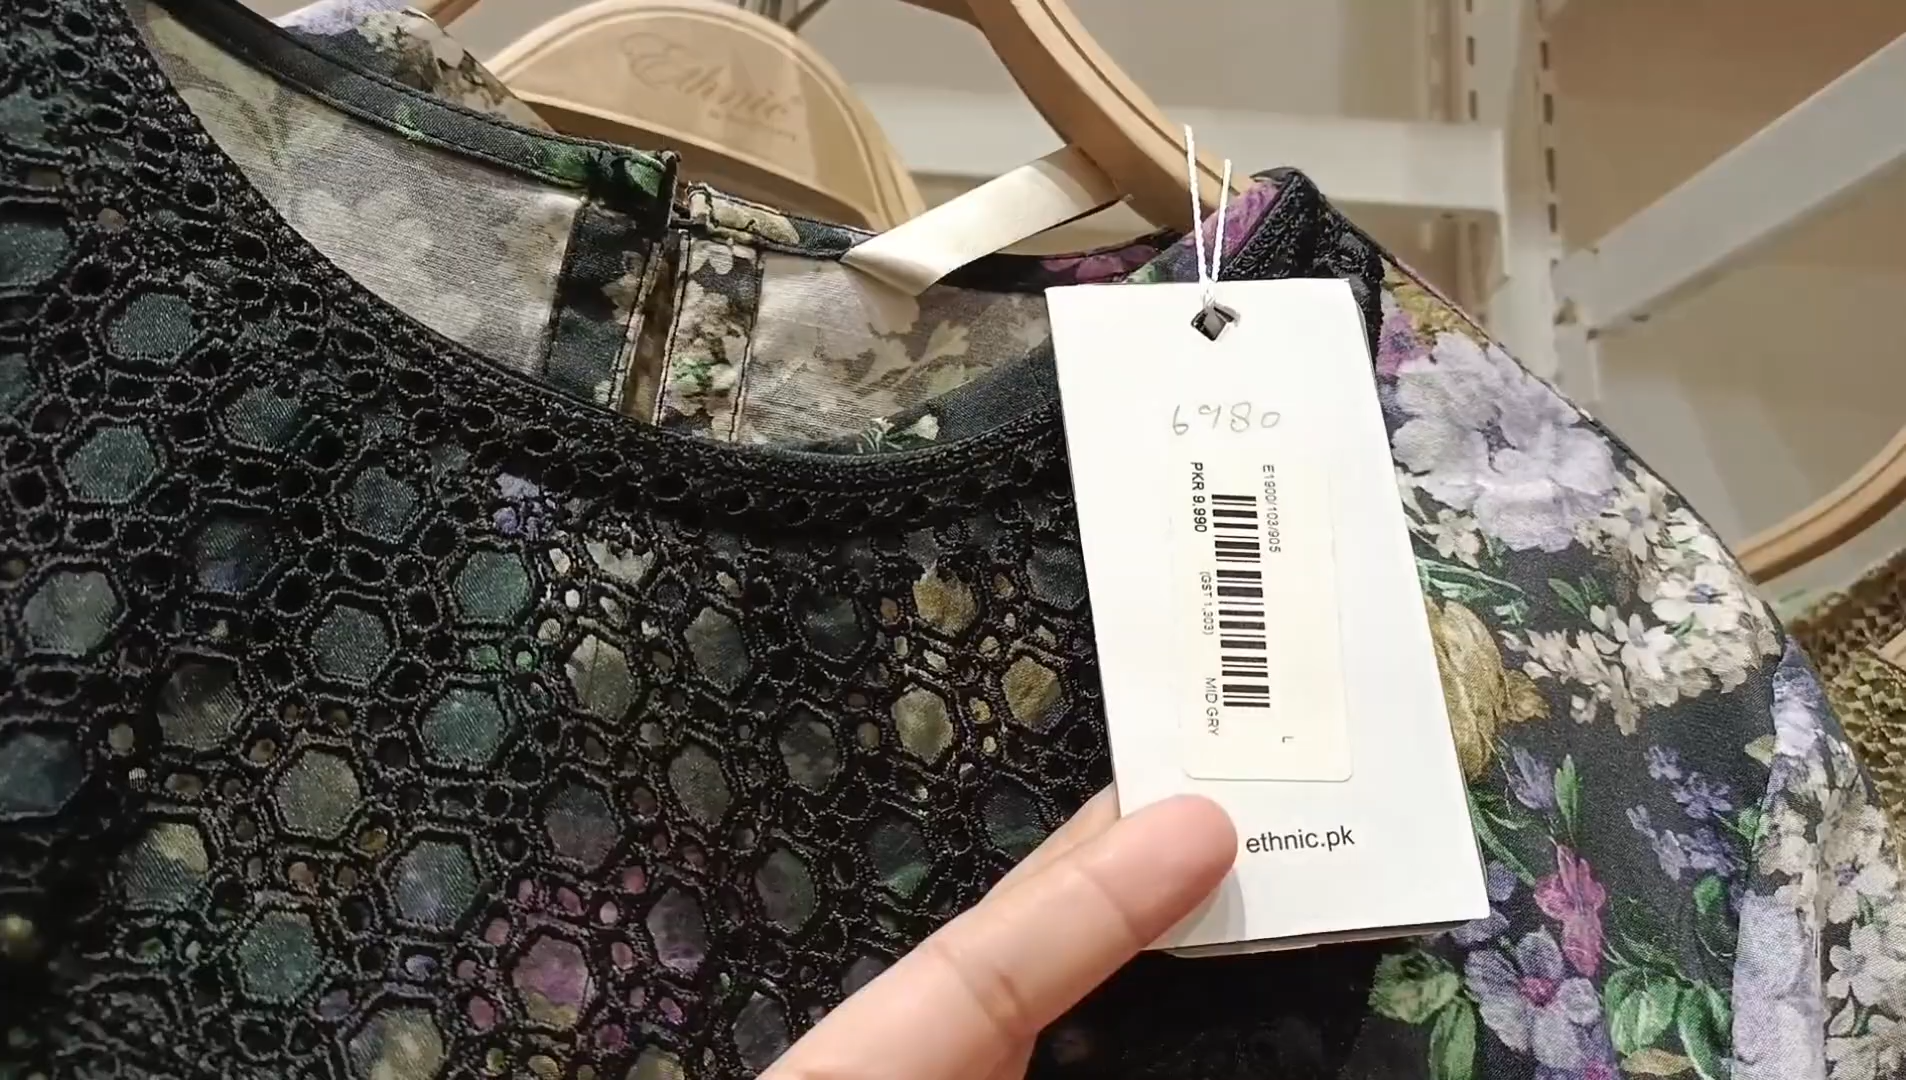 Ethnic
6980
E1900/103/905
PKR 9,990
(GST 1,303)
MID GRY
L
ethnic.pk